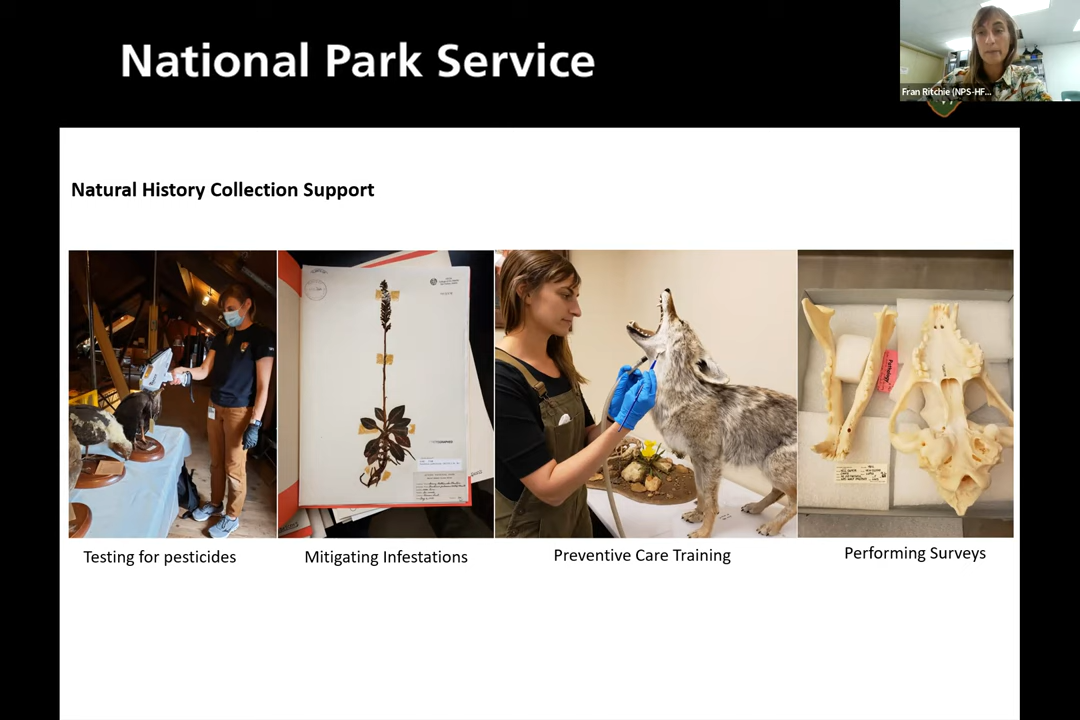 National Park Service
Fran Ritchie (NPS-HF...
Natural History Collection Support
Testing for pesticides
Mitigating Infestations
Preventive Care Training
Performing Surveys